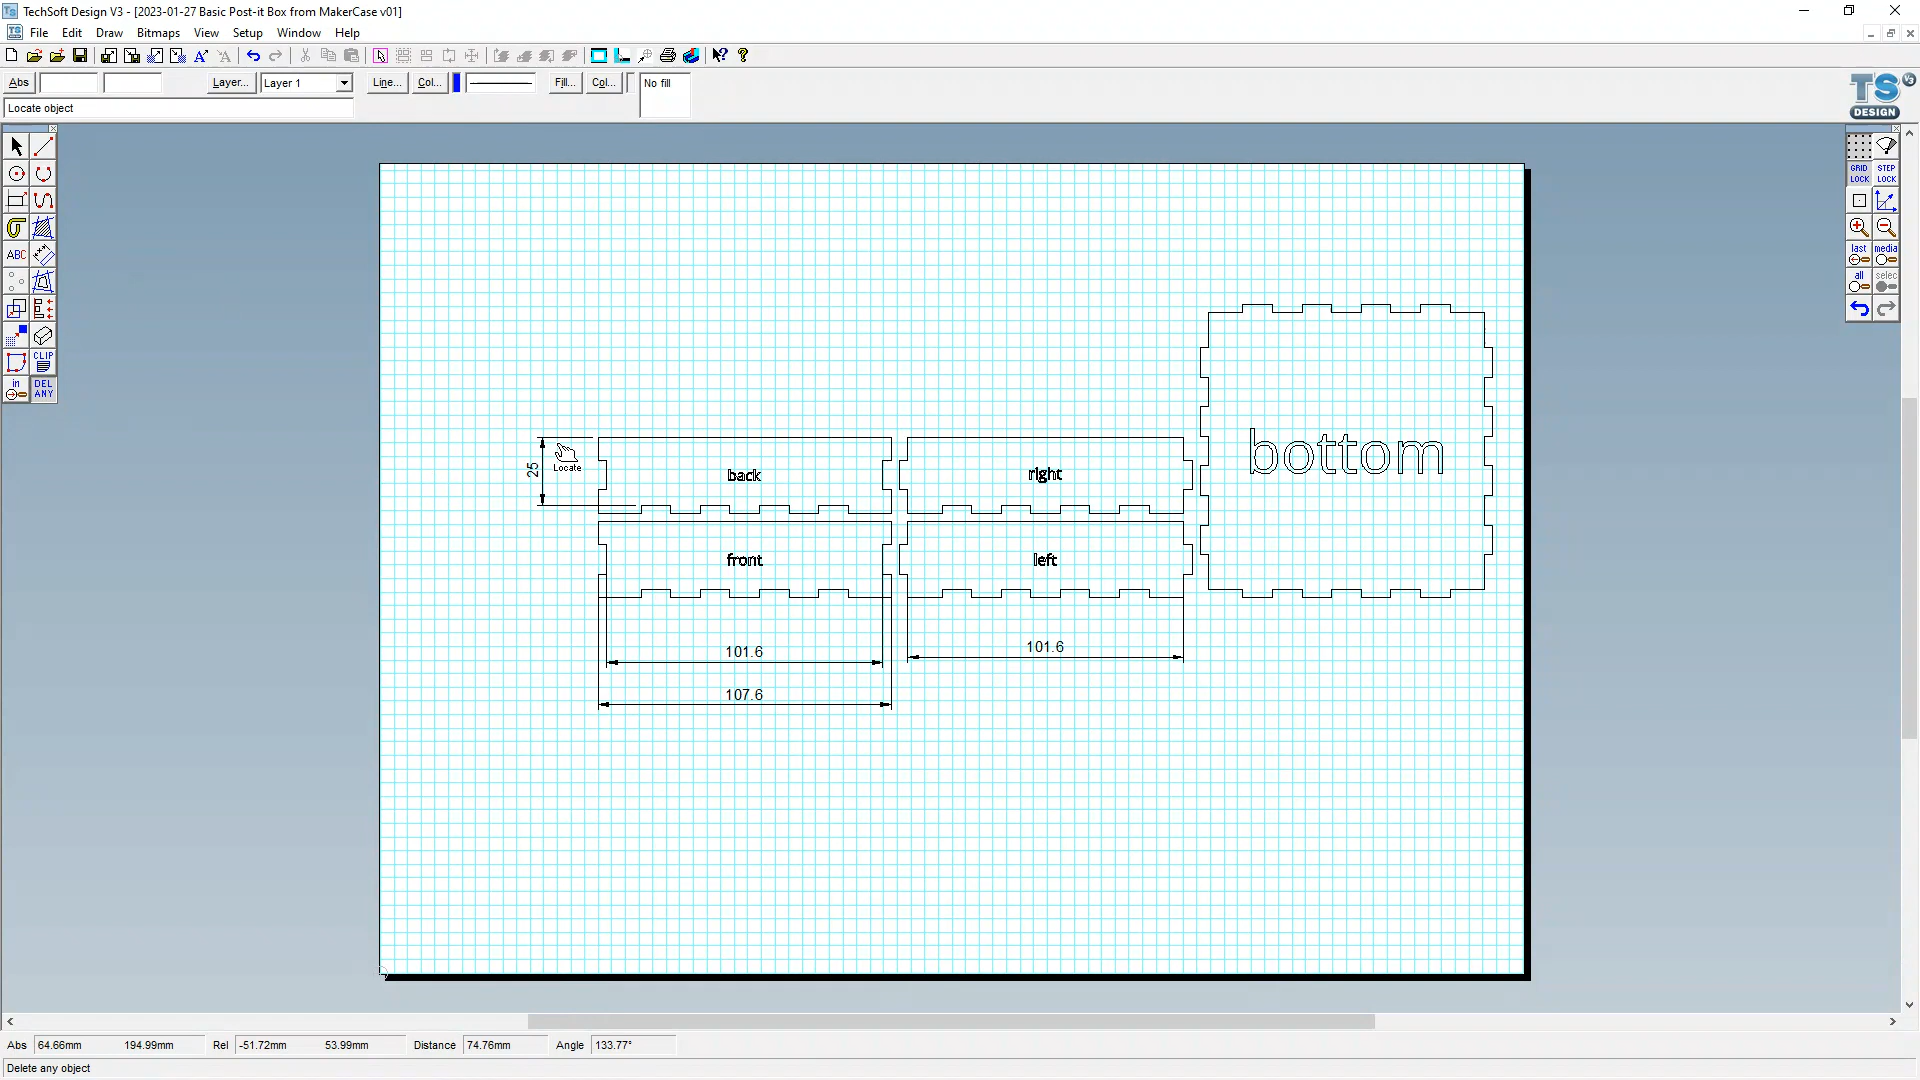 TechSoft Design V3 - [2023-01-27 Basic Post-it Box from MakerCase v01]
File Edit Draw Bitmaps View Setup Window Help
Abs Layer... Layer 1 Line... Col... Fill... Col... No fill
Locate object
TS V3
DESIGN
GRID LOCK STEP LOCK
ABC
last media
all selec
CLIP
in DEL ANY
bottom
25
Locate
back
right
front
left
101.6
101.6
107.6
Abs 64.66mm 194.99mm Rel -51.72mm 53.99mm Distance 74.76mm Angle 133.77°
Delete any object